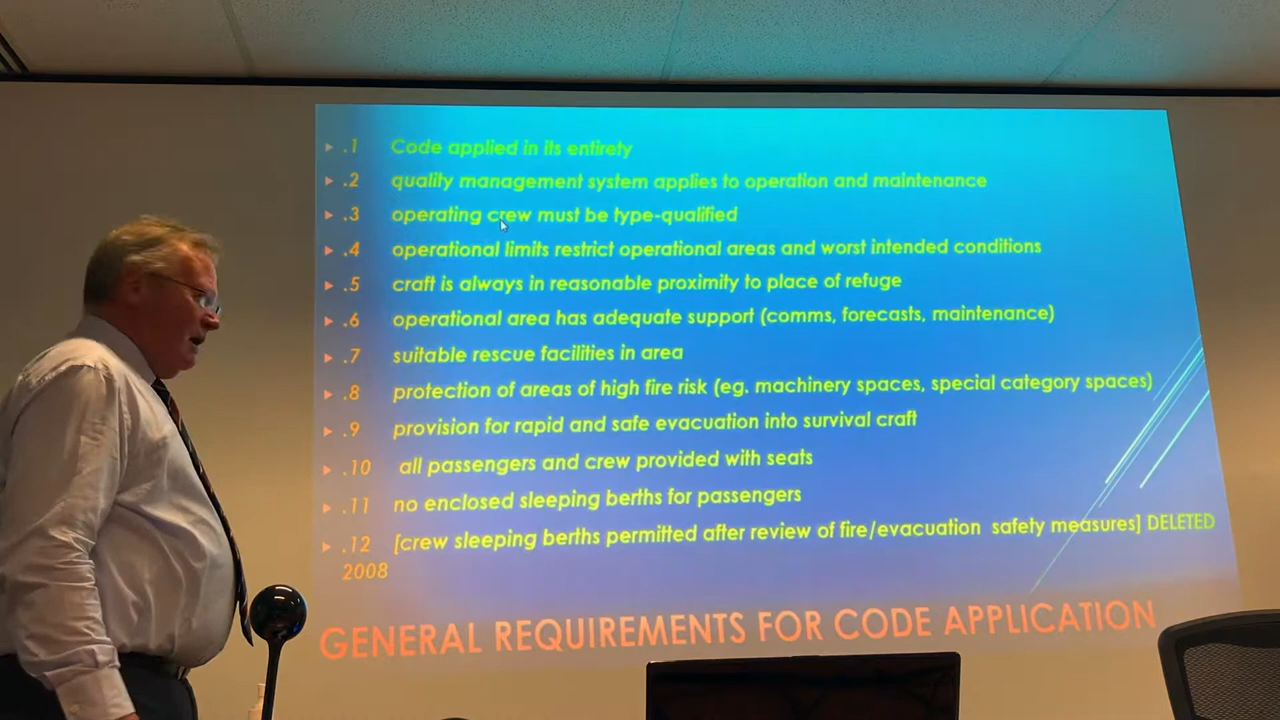 .1 Code applied in its entirety
.2 quality management system applies to operation and maintenance
.3 operating crew must be type-qualified
.4 operational limits restrict operational areas and worst intended conditions
.5 craft is always in reasonable proximity to place of refuge
.6 operational area has adequate support (comms, forecasts, maintenance)
.7 suitable rescue facilities in area
.8 protection of areas of high fire risk (eg. machinery spaces, special category spaces)
.9 provision for rapid and safe evacuation into survival craft
.10 all passengers and crew provided with seats
.11 no enclosed sleeping berths for passengers
.12 [crew sleeping berths permitted after review of fire/evacuation safety measures] DELETED
2008
GENERAL REQUIREMENTS FOR CODE APPLICATION